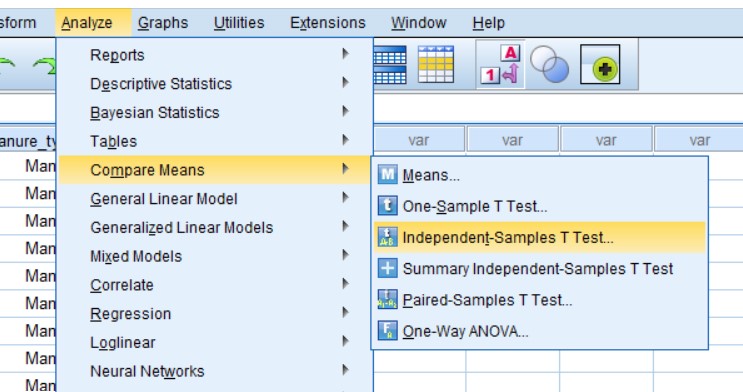 sform Analyze Graphs Utilities Extensions Window Help
Reports
Descriptive Statistics
Bayesian Statistics
anure_ty Tables var var var var
Man Compare Means
M Means...
Man General Linear Model
t One-Sample T Test...
Man Generalized Linear Models
Independent-Samples T Test...
Man Mixed Models
Summary Independent-Samples T Test
Man Correlate
Paired-Samples T Test...
Man Regression
One-Way ANOVA...
Man Loglinear
Man Neural Networks
Man